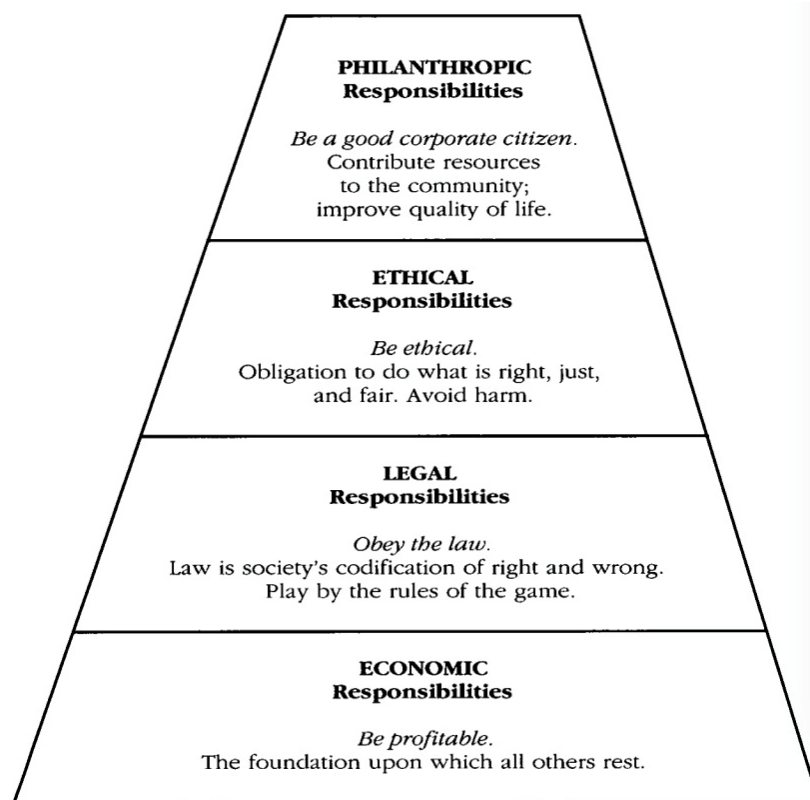 PHILANTHROPIC
Responsibilities
Be a good corporate citizen.
Contribute resources
to the community;
improve quality of life.
ETHICAL
Responsibilities
Be ethical.
Obligation to do what is right, just,
and fair. Avoid harm.
LEGAL
Responsibilities
Obey the law.
Law is society's codification of right and wrong.
Play by the rules of the game.
ECONOMIC
Responsibilities
Be profitable.
The foundation upon which all others rest.